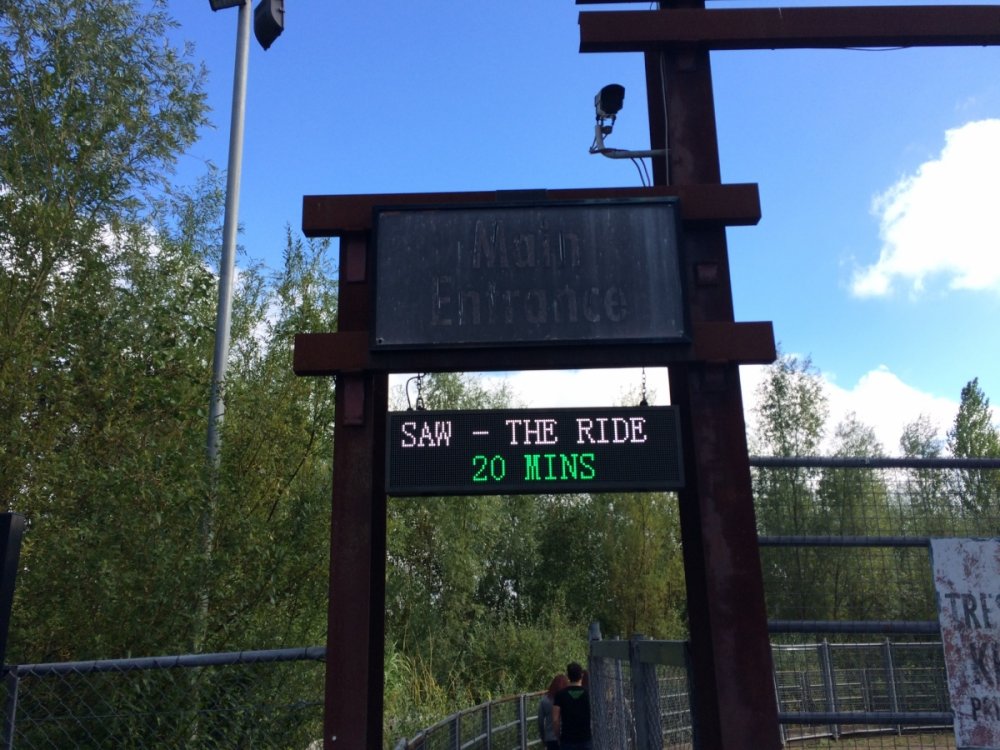 Main
Entrance
SAW - THE RIDE
20 MINS